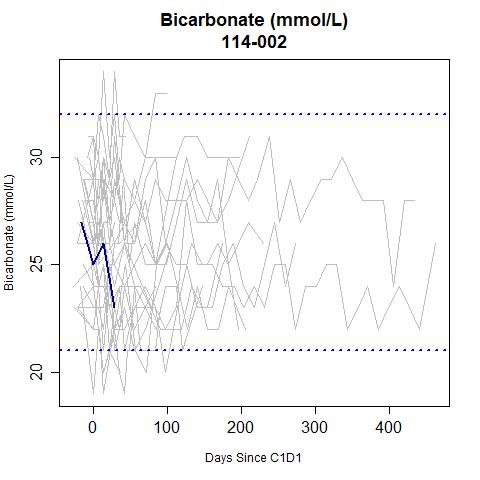 Bicarbonate (mmol/L)
114-002
Bicarbonate (mmol/L)
30
25
20
0 100 200 300 400
Days Since C1D1